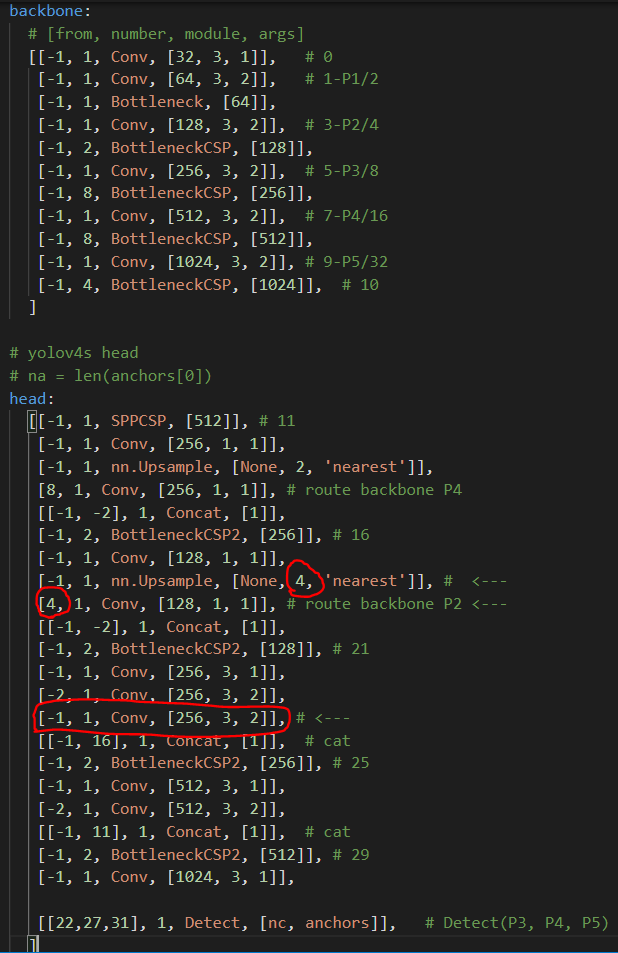 backbone:
# [from, number, module, args]
[[-1, 1, Conv, [32, 3, 1]], # 0
[-1, 1, Conv, [64, 3, 2]], # 1-P1/2
[-1, 1, Bottleneck, [64]],
[-1, 1, Conv, [128, 3, 2]], # 3-P2/4
[-1, 2, BottleneckCSP, [128]],
[-1, 1, Conv, [256, 3, 2]], # 5-P3/8
[-1, 8, BottleneckCSP, [256]],
[-1, 1, Conv, [512, 3, 2]], # 7-P4/16
[-1, 8, BottleneckCSP, [512]],
[-1, 1, Conv, [1024, 3, 2]], # 9-P5/32
[-1, 4, BottleneckCSP, [1024]], # 10
]
# yolov4s head
# na = len(anchors[0])
head:
[[-1, 1, SPPCSP, [512]], # 11
[-1, 1, Conv, [256, 1, 1]],
[-1, 1, nn.Upsample, [None, 2, 'nearest']],
[8, 1, Conv, [256, 1, 1]], # route backbone P4
[[-1, -2], 1, Concat, [1]],
[-1, 2, BottleneckCSP2, [256]], # 16
[-1, 1, Conv, [128, 1, 1]],
[-1, 1, nn.Upsample, [None, 4, 'nearest']], # <---
[4, 1, Conv, [128, 1, 1]], # route backbone P2 <---
[[-1, -2], 1, Concat, [1]],
[-1, 2, BottleneckCSP2, [128]], # 21
[-1, 1, Conv, [256, 3, 1]],
[-2, 1, Conv, [256, 3, 2]],
[-1, 1, Conv, [256, 3, 2]], # <---
[[-1, 16], 1, Concat, [1]], # cat
[-1, 2, BottleneckCSP2, [256]], # 25
[-1, 1, Conv, [512, 3, 1]],
[-2, 1, Conv, [512, 3, 2]],
[[-1, 11], 1, Concat, [1]], # cat
[-1, 2, BottleneckCSP2, [512]], # 29
[-1, 1, Conv, [1024, 3, 1]],
[[22,27,31], 1, Detect, [nc, anchors]], # Detect(P3, P4, P5)
]